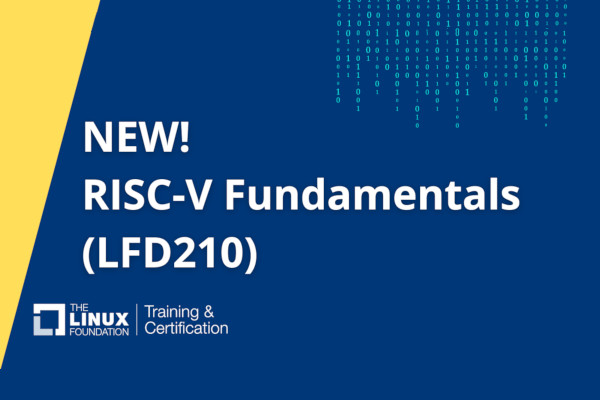 NEW!
RISC-V Fundamentals
(LFD210)
THE
LINUX
FOUNDATION
Training &
Certification